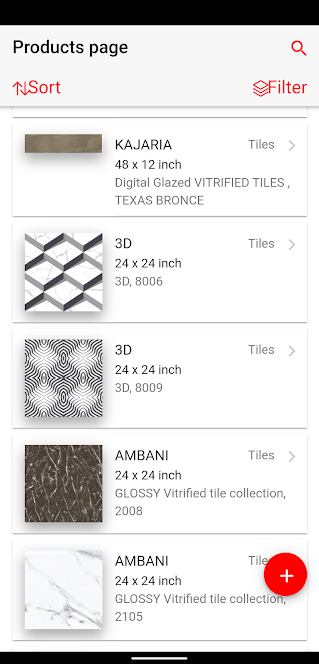 Products page
Sort
Filter
KAJARIA
Tiles
48 x 12 inch
Digital Glazed VITRIFIED TILES ,
TEXAS BRONCE
3D
Tiles
24 x 24 inch
3D, 8006
3D
Tiles
24 x 24 inch
3D, 8009
AMBANI
Tiles
24 x 24 inch
GLOSSY Vitrified tile collection,
2008
AMBANI
24 x 24 inch
GLOSSY Vitrified tile collection,
2105